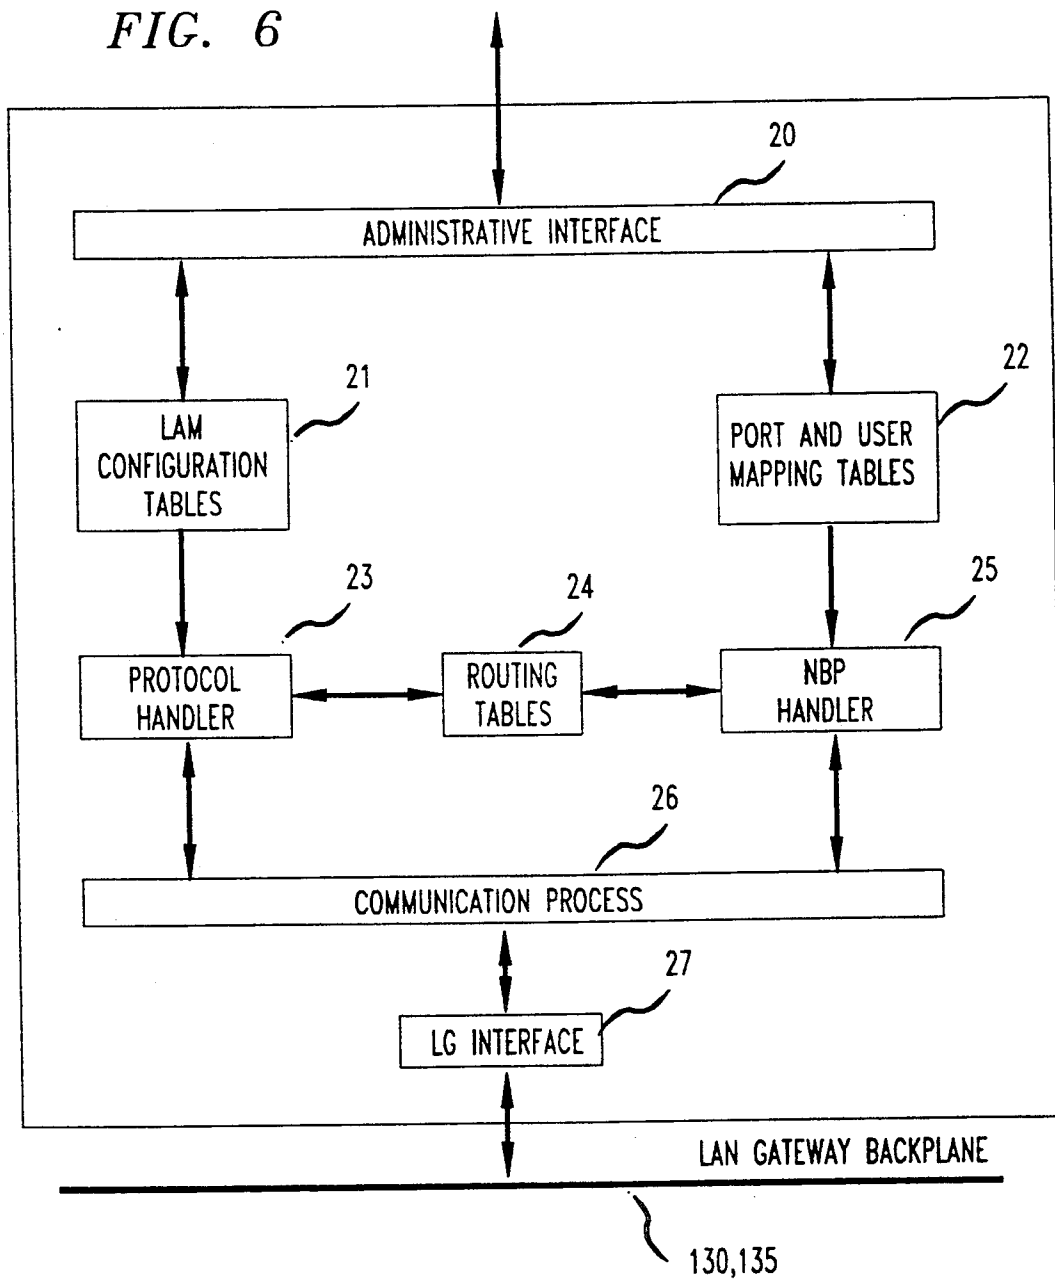 FIG. 6
20
ADMINISTRATIVE INTERFACE
21
LAM
CONFIGURATION
TABLES
22
PORT AND USER
MAPPING TABLES
23
PROTOCOL
HANDLER
24
ROUTING
TABLES
25
NBP
HANDLER
26
COMMUNICATION PROCESS
27
LG INTERFACE
LAN GATEWAY BACKPLANE
130,135